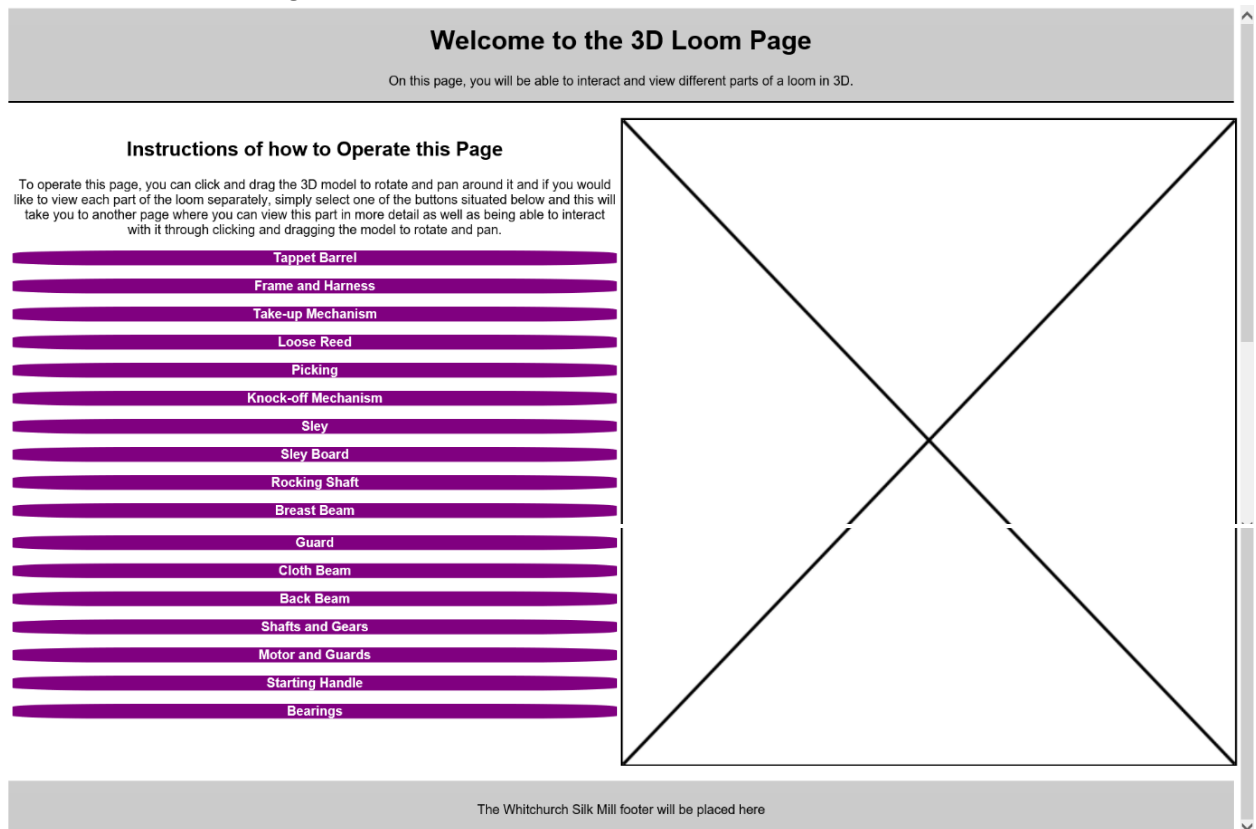 Welcome to the 3D Loom Page
On this page, you will be able to interact and view different parts of a loom in 3D.
Instructions of how to Operate this Page
To operate this page, you can click and drag the 3D model to rotate and pan around it and if you would
like to view each part of the loom separately, simply select one of the buttons situated below and this will
take you to another page where you can view this part in more detail as well as being able to interact
with it through clicking and dragging the model to rotate and pan.
Tappet Barrel
Frame and Harness
Take-up Mechanism
Loose Reed
Picking
Knock-off Mechanism
Sley
Sley Board
Rocking Shaft
Breast Beam
Guard
Cloth Beam
Back Beam
Shafts and Gears
Motor and Guards
Starting Handle
Bearings
The Whitchurch Silk Mill footer will be placed here